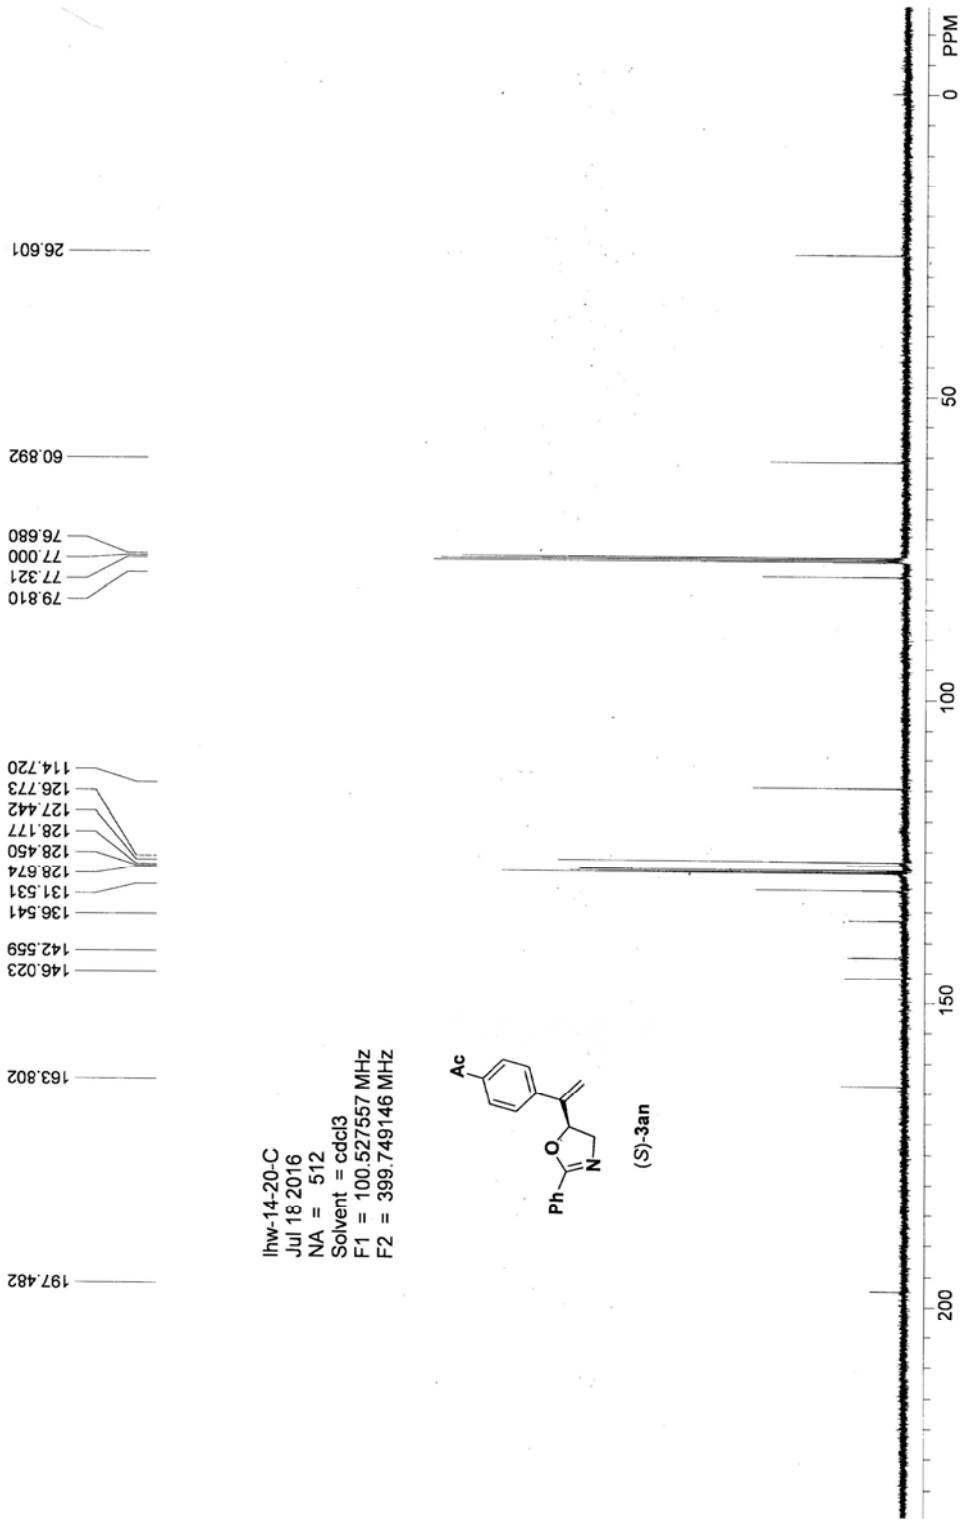 197.482
163.802
146.023
142.559
136.541
131.531
128.674
128.450
128.177
127.442
126.773
114.720
79.810
77.321
77.000
76.680
60.892
26.601
lhw-14-20-C
Jul 18 2016
NA = 512
Solvent = cdcl3
F1 = 100.527557 MHz
F2 = 399.749146 MHz
Ac
Ph
O
N
(S)-3an
200
150
100
50
0
PPM